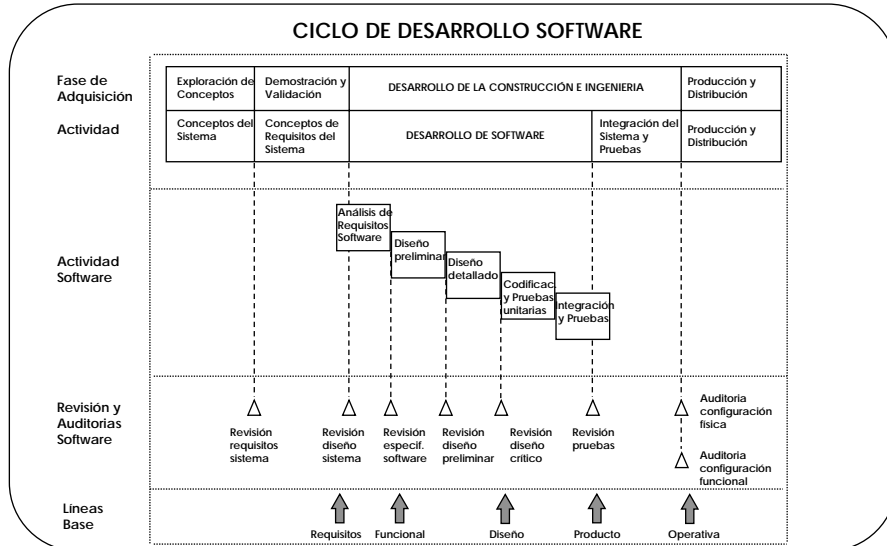 CICLO DE DESARROLLO SOFTWARE
Fase de
Adquisición
Exploración de
Conceptos
Demostración y
Validación
DESARROLLO DE LA CONSTRUCCIÓN E INGENIERIA
Producción y
Distribución
Actividad
Conceptos del
Sistema
Conceptos de
Requisitos del
Sistema
DESARROLLO DE SOFTWARE
Integración del
Sistema y
Pruebas
Producción y
Distribución
Actividad
Software
Análisis de
Requisitos
Software
Diseño
preliminar
Diseño
detallado
Codificac.
y Pruebas
unitarias
Integración
y Pruebas
Revisión y
Auditorias
Software
Revisión
requisitos
sistema
Revisión
diseño
sistema
Revisión
especif.
software
Revisión
diseño
preliminar
Revisión
diseño
crítico
Revisión
pruebas
Auditoria
configuración
física
Auditoria
configuración
funcional
Líneas
Base
Requisitos
Funcional
Diseño
Producto
Operativa